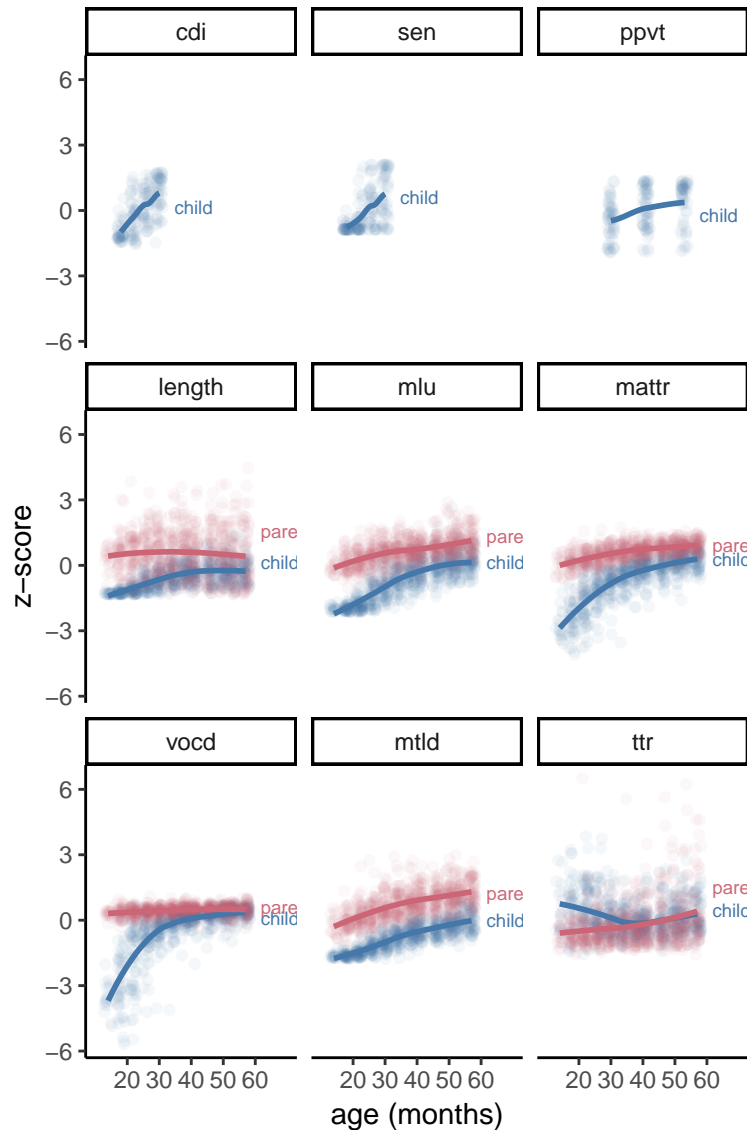 cdi sen ppvt
6
3
0
−3
−6
child
child
child
length mlu mattr
6
3
0
−3
−6
pare
child
pare
child
pare
child
vocd mtld ttr
6
3
0
−3
−6
pare
child
pare
child
pare
child
20 30 40 50 60 20 30 40 50 60 20 30 40 50 60
age (months)
z−score